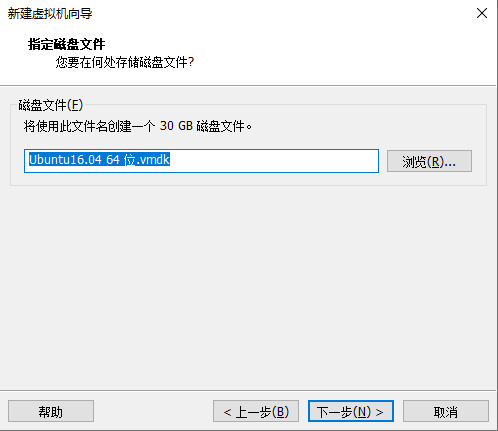 新建虚拟机向导
指定磁盘文件
您要在何处存储磁盘文件?
磁盘文件(F)
将使用此文件名创建一个 30 GB 磁盘文件。
Ubuntu16.04 64 位.vmdk
浏览(R)...
帮助
< 上一步(B)
下一步(N) >
取消